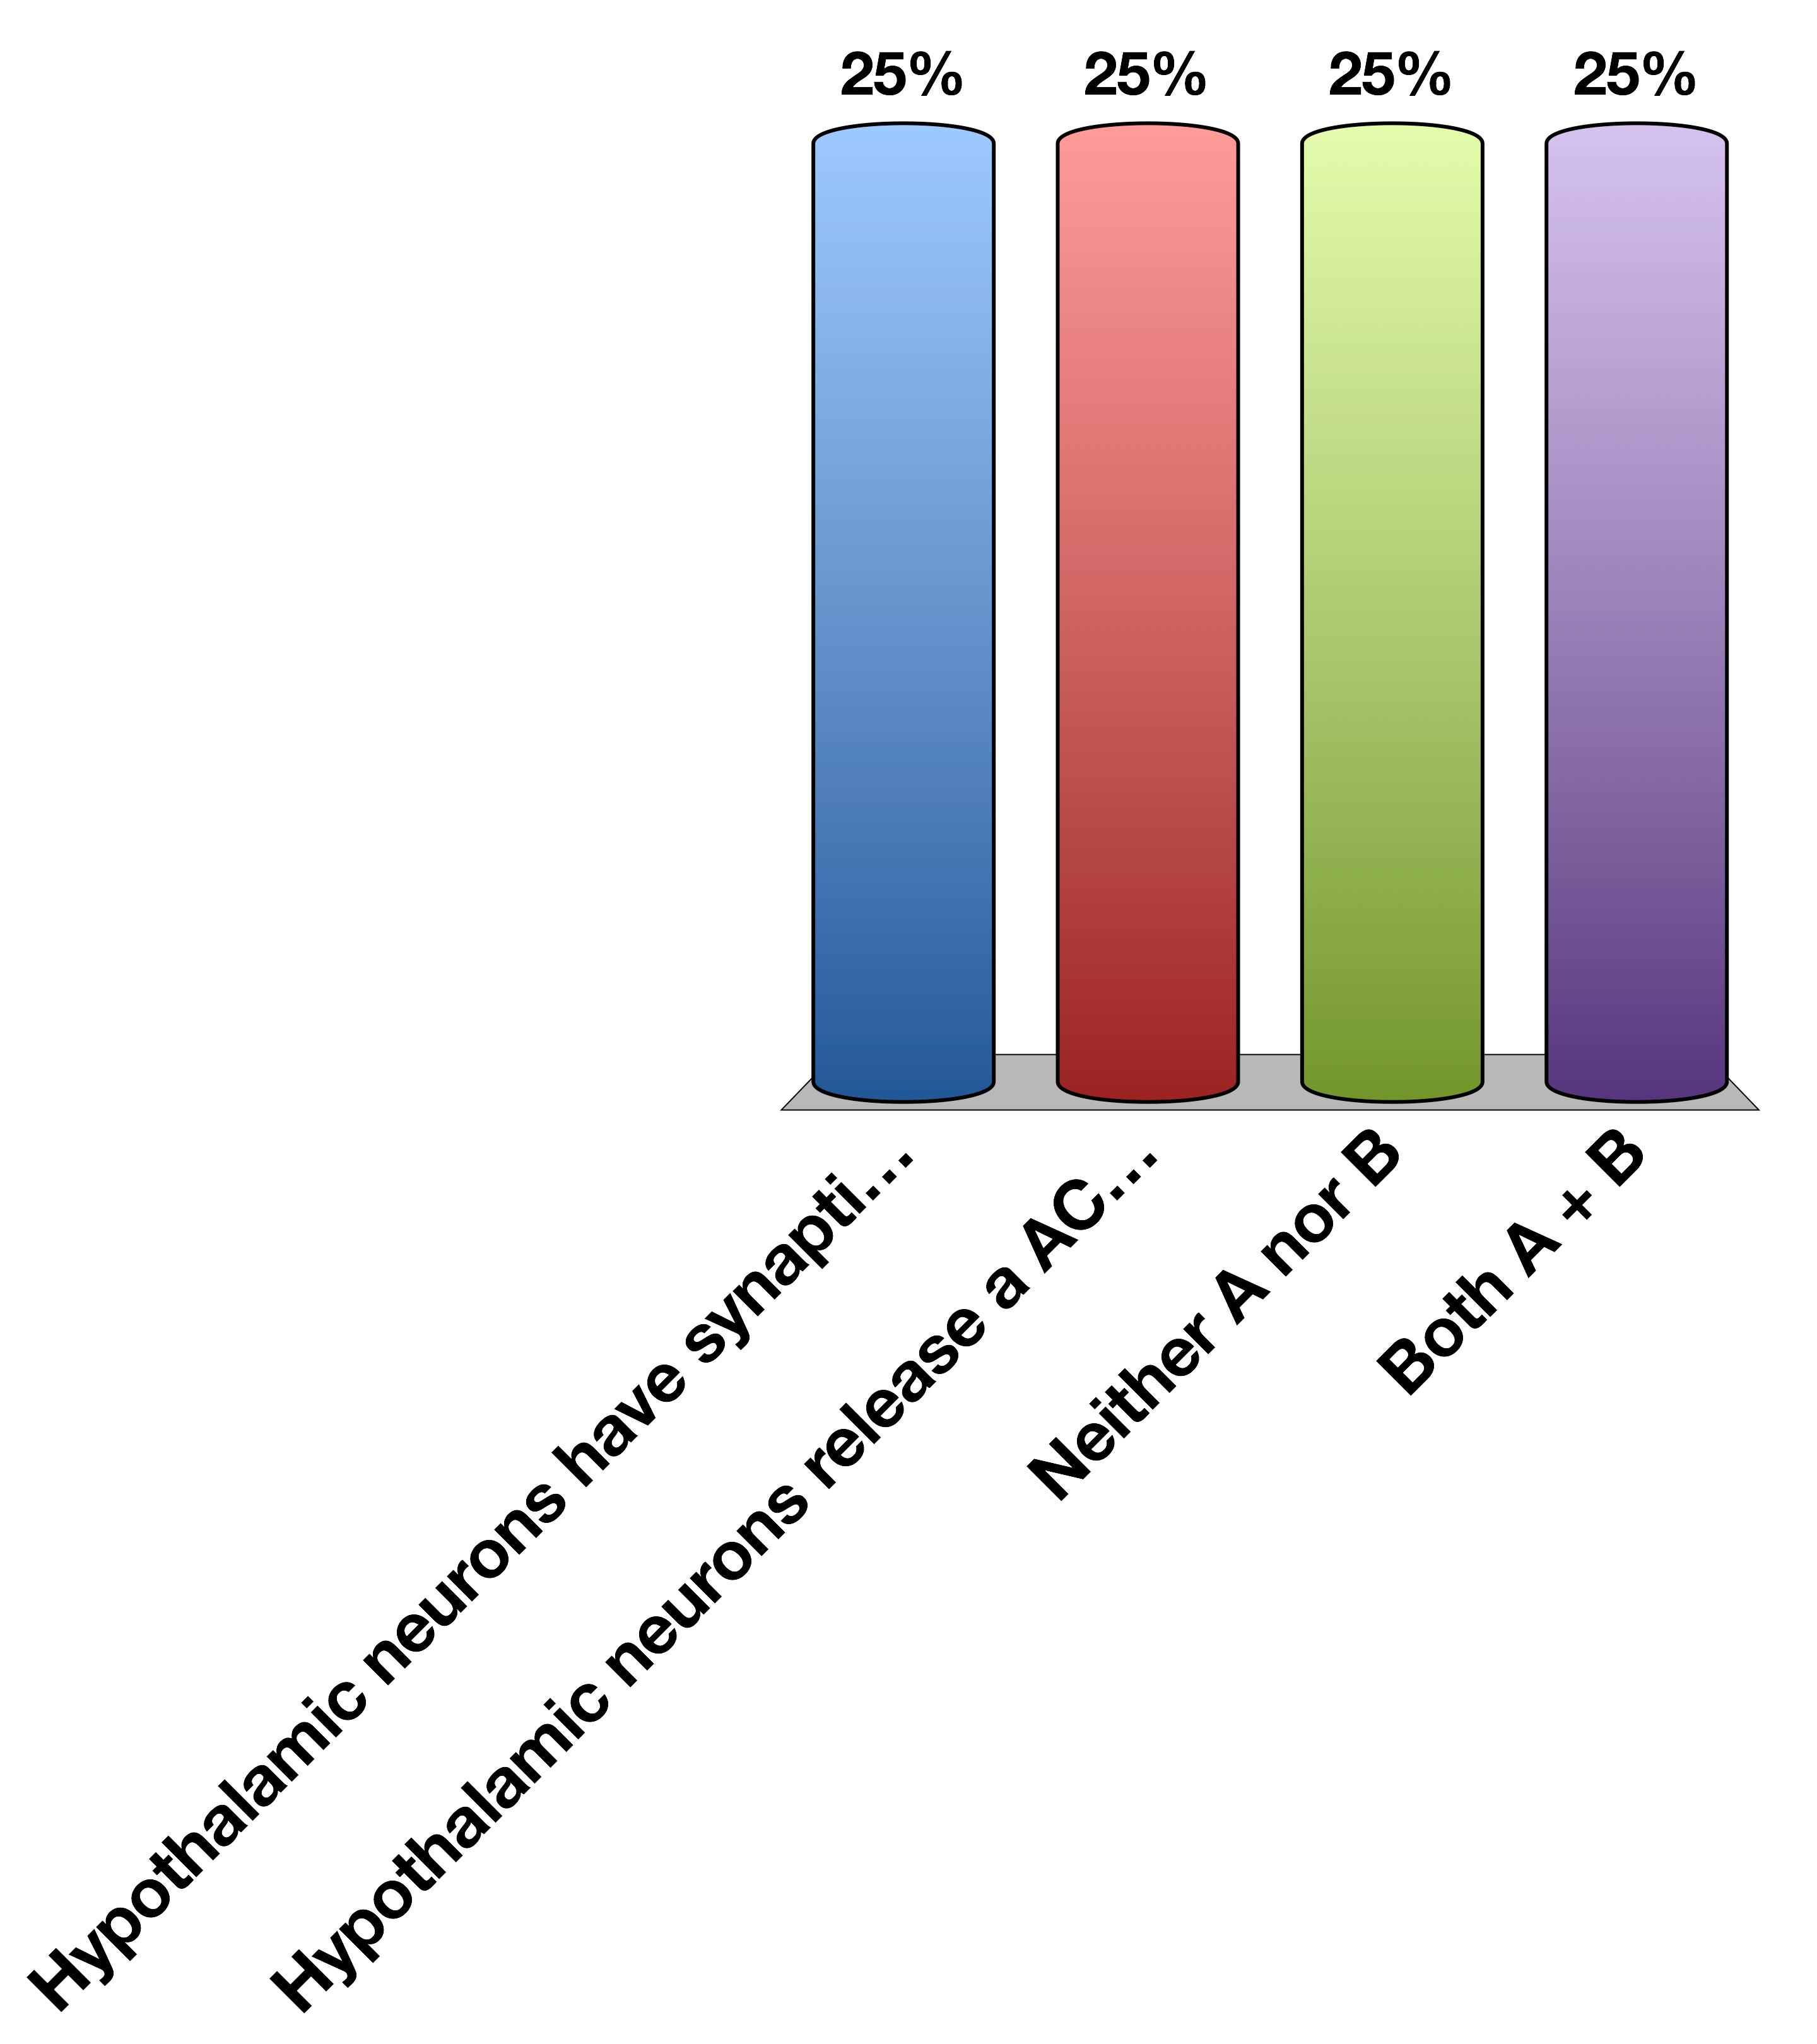 25%
25%
25%
25%
Hypothalamic neurons have synapti...
Hypothalamic neurons release a AC...
Neither A nor B
Both A + B